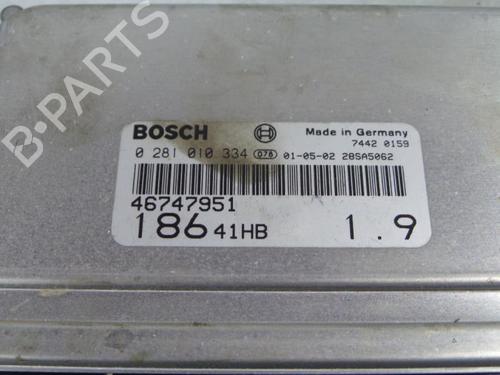 BOSCH
Made in Germany
7442 0159
0 281 010 334 078 01-05-02 28SA5062
46747951
186 41HB 1.9
B-PARTS